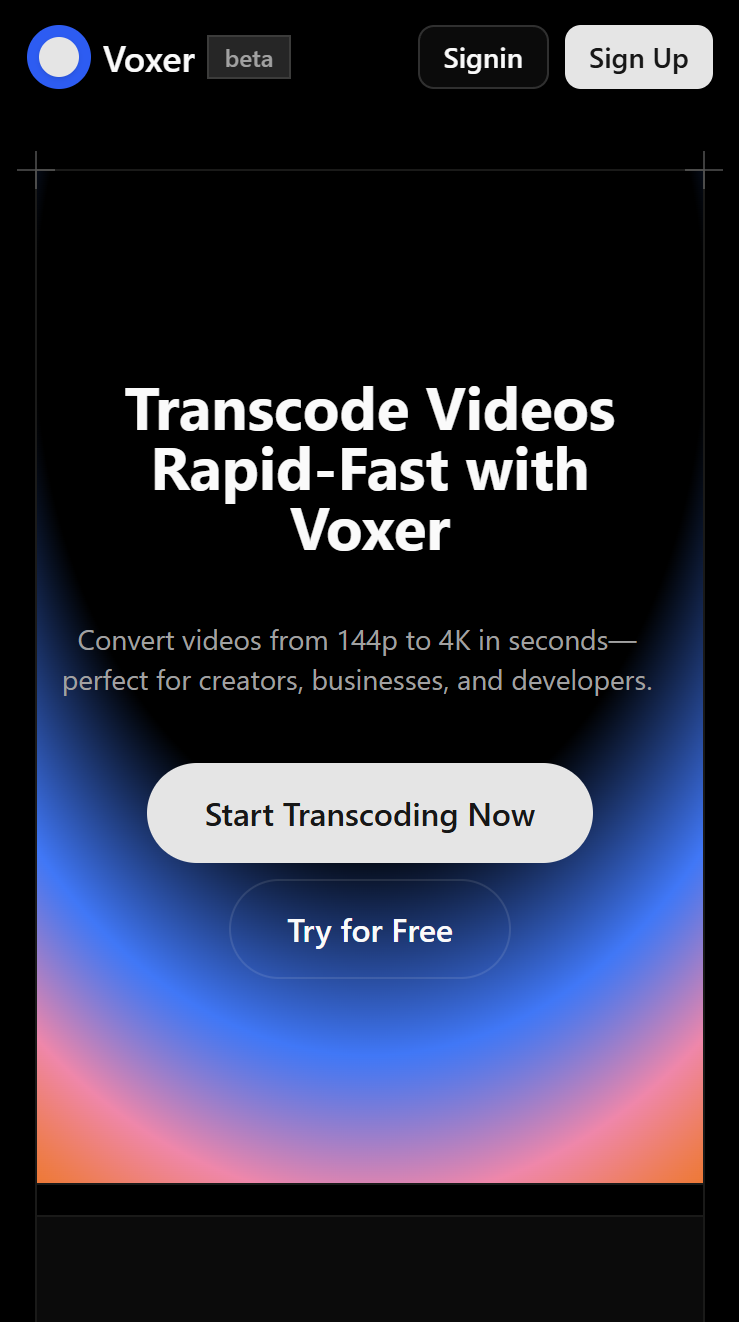 Voxer beta Signin Sign Up
Transcode Videos
Rapid-Fast with
Voxer
Convert videos from 144p to 4K in seconds—
perfect for creators, businesses, and developers.
Start Transcoding Now
Try for Free